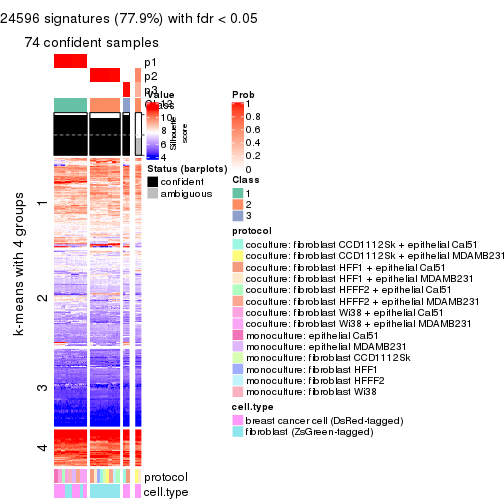 24596 signatures (77.9%) with fdr < 0.05
74 confident samples
p1
p2
p3
Value
10
8
6
4
Silhouette
score
Status (barplots)
confident
ambiguous
k-means with 4 groups
1
2
3
4
protocol
cell.type
Prob
1
0.8
0.6
0.4
0.2
0
Class
1
2
3
protocol
coculture: fibroblast CCD1112Sk + epithelial Cal51
coculture: fibroblast CCD1112Sk + epithelial MDAMB231
coculture: fibroblast HFF1 + epithelial Cal51
coculture: fibroblast HFF1 + epithelial MDAMB231
coculture: fibroblast HFFF2 + epithelial Cal51
coculture: fibroblast HFFF2 + epithelial MDAMB231
coculture: fibroblast Wi38 + epithelial Cal51
coculture: fibroblast Wi38 + epithelial MDAMB231
monoculture: epithelial Cal51
monoculture: epithelial MDAMB231
monoculture: fibroblast CCD1112Sk
monoculture: fibroblast HFF1
monoculture: fibroblast HFFF2
monoculture: fibroblast Wi38
cell.type
breast cancer cell (DsRed-tagged)
fibroblast (ZsGreen-tagged)